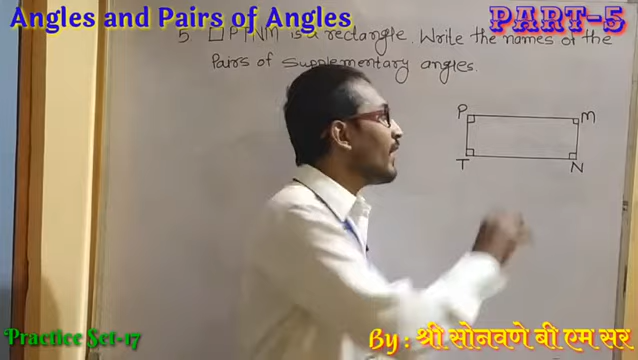 Angles and Pairs of Angles
PART-5
5. □PTNM is a rectangle. Write the names of the
Pairs of supplementary angles.
P
M
T
N
Practice Set-17
By : श्री सोनवणे बी एम सर